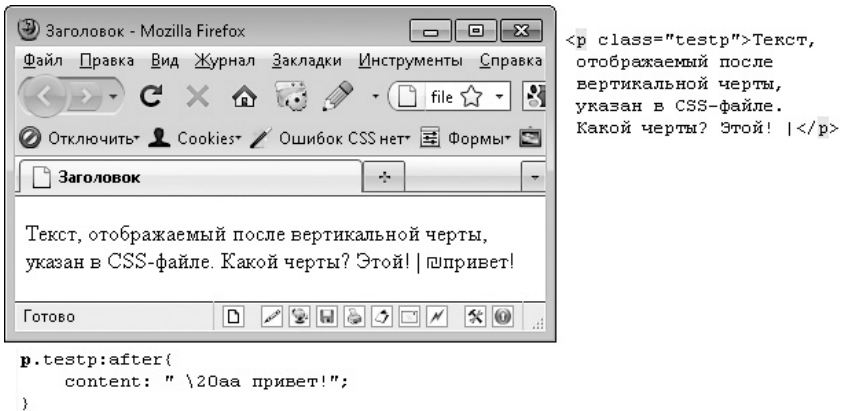 Заголовок - Mozilla Firefox
Файл Правка Вид Журнал Закладки Инструменты Справка
file
Отключить Cookies Ошибок CSS нет Формы
Заголовок
Текст, отображаемый после вертикальной черты,
указан в CSS-файле. Какой черты? Этой! | ₪привет!
Готово
<p class="testp">Текст,
отображаемый после
вертикальной черты,
указан в CSS-файле.
Какой черты? Этой! |</p>
p.testp:after{
content: " \20aa привет!";
}